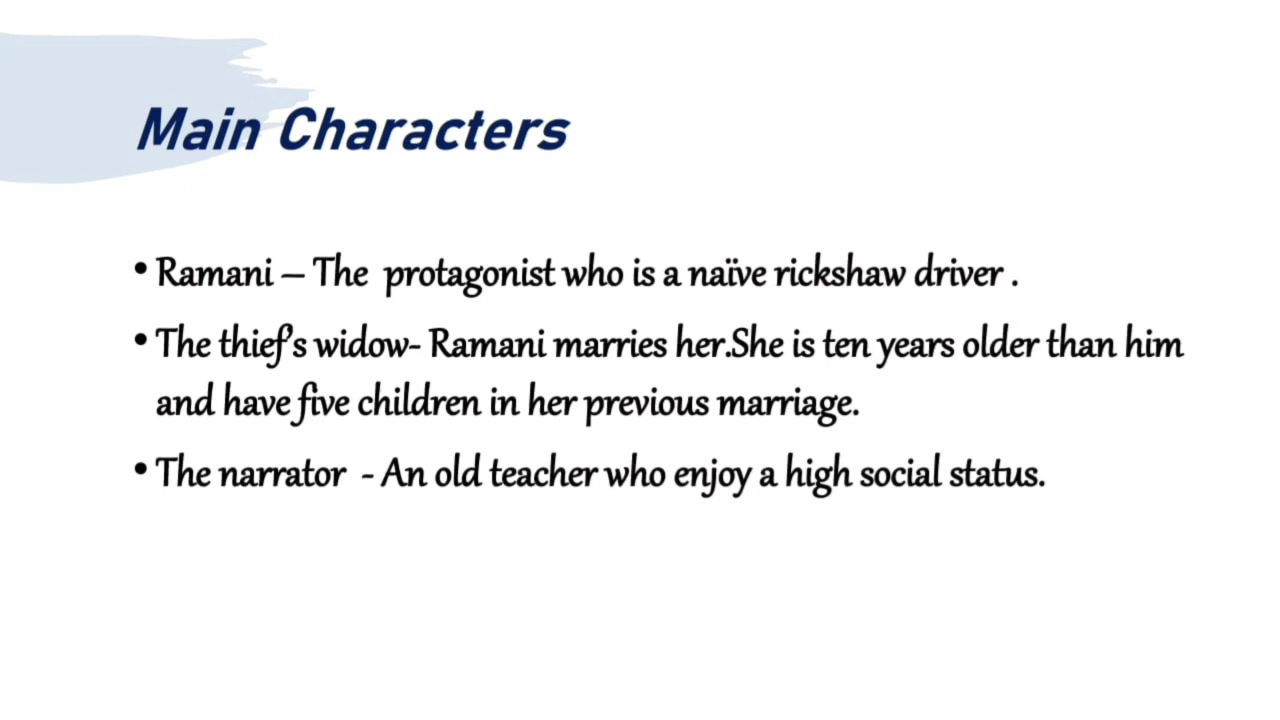 Main Characters
• Ramani – The protagonist who is a naïve rickshaw driver .
• The thief's widow- Ramani marries her.She is ten years older than him
and have five children in her previous marriage.
• The narrator - An old teacher who enjoy a high social status.